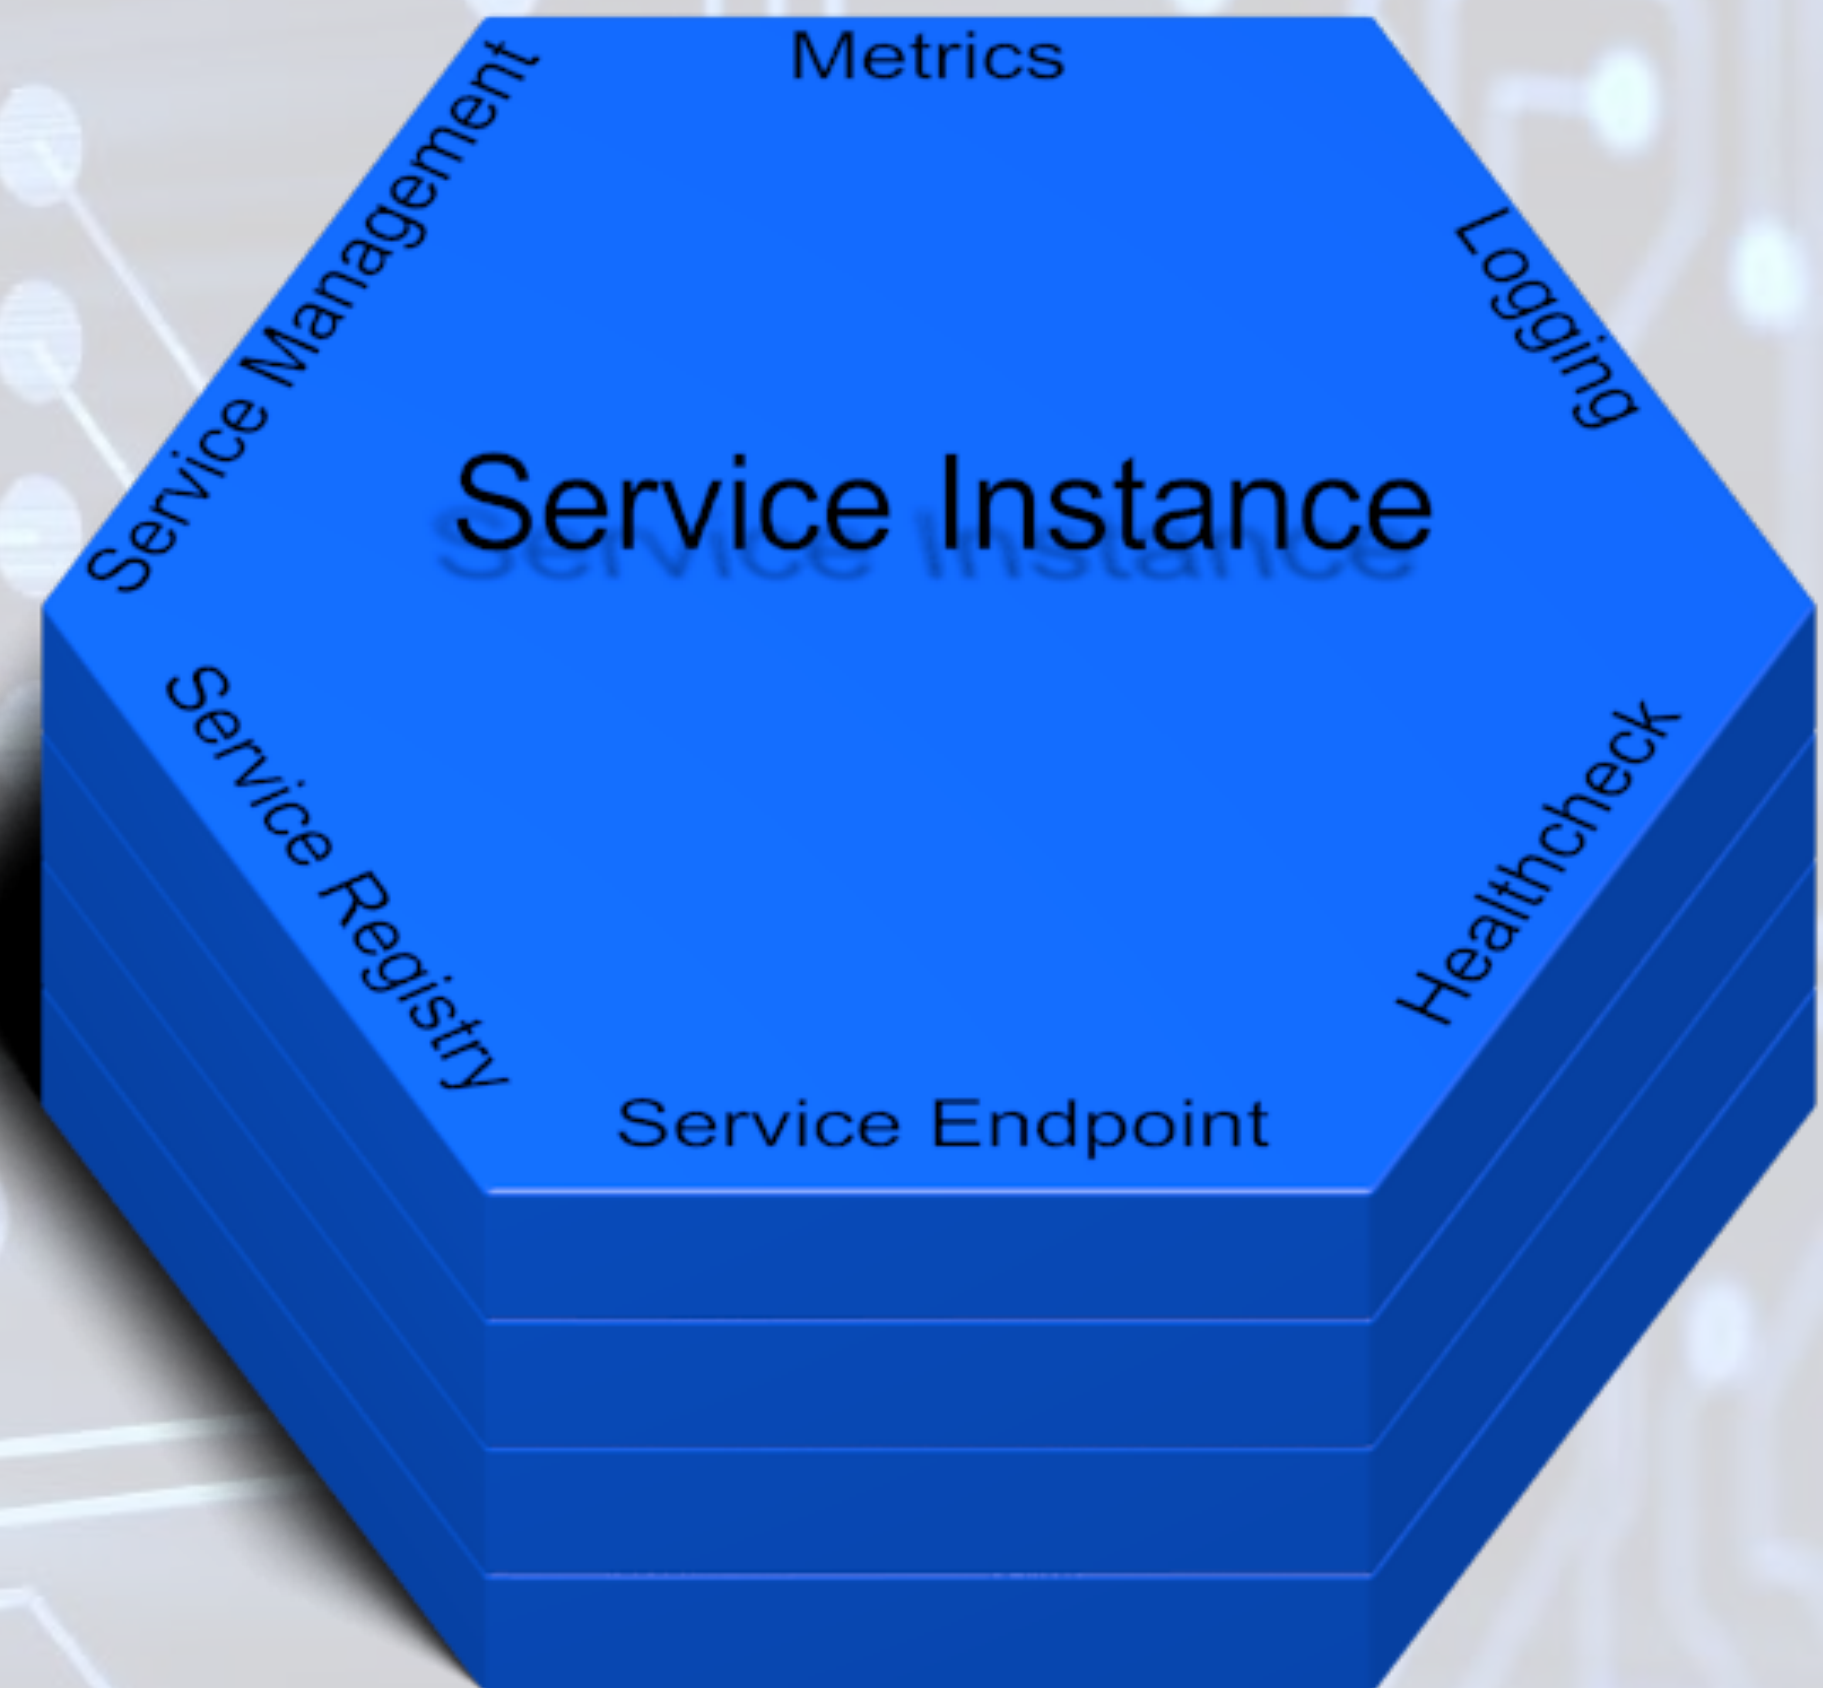 Metrics
Service Management
Logging
Service Instance
Service Registry
Healthcheck
Service Endpoint